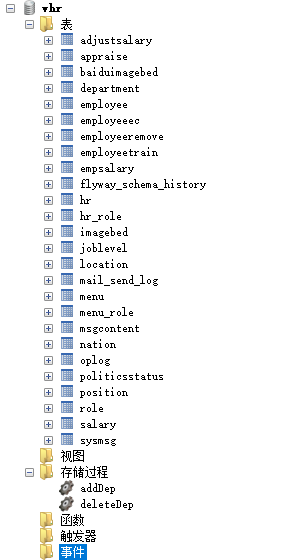 vhr
表
adjustsalary
appraise
baiduimagebed
department
employee
employeeec
employeeremove
employeetrain
empsalary
flyway_schema_history
hr
hr_role
imagebed
joblevel
location
mail_send_log
menu
menu_role
msgcontent
nation
oplog
politicsstatus
position
role
salary
sysmsg
视图
存储过程
addDep
deleteDep
函数
触发器
事件